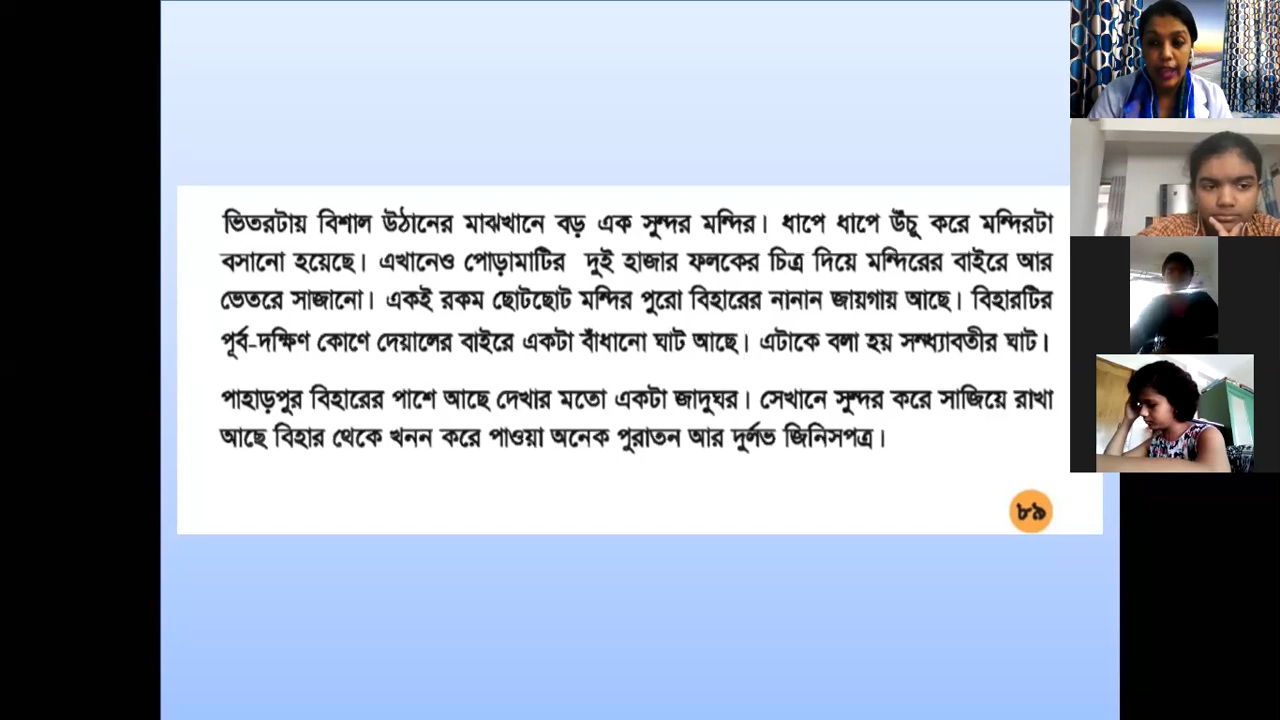 ভিতরটায় বিশাল উঠানের মাঝখানে বড় এক সুন্দর মন্দির। ধাপে ধাপে উঁচু করে মন্দিরটা
বসানো হয়েছে। এখানেও পোড়ামাটির দুই হাজার ফলকের চিত্র দিয়ে মন্দিরের বাইরে আর
ভেতরে সাজানো। একই রকম ছোটছোট মন্দির পুরো বিহারের নানান জায়গায় আছে। বিহারটির
পূর্ব-দক্ষিণ কোণে দেয়ালের বাইরে একটা বাঁধানো ঘাট আছে। এটাকে বলা হয় সন্ধ্যাবতীর ঘাট।
পাহাড়পুর বিহারের পাশে আছে দেখার মতো একটা জাদুঘর। সেখানে সুন্দর করে সাজিয়ে রাখা
আছে বিহার থেকে খনন করে পাওয়া অনেক পুরাতন আর দুর্লভ জিনিসপত্র।
৮৯